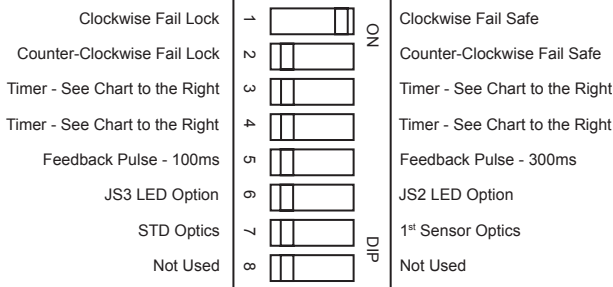 Clockwise Fail Lock 1 ON Clockwise Fail Safe
Counter-Clockwise Fail Lock 2 Counter-Clockwise Fail Safe
Timer - See Chart to the Right 3 Timer - See Chart to the Right
Timer - See Chart to the Right 4 Timer - See Chart to the Right
Feedback Pulse - 100ms 5 Feedback Pulse - 300ms
JS3 LED Option 6 JS2 LED Option
STD Optics 7 DIP 1st Sensor Optics
Not Used 8 Not Used